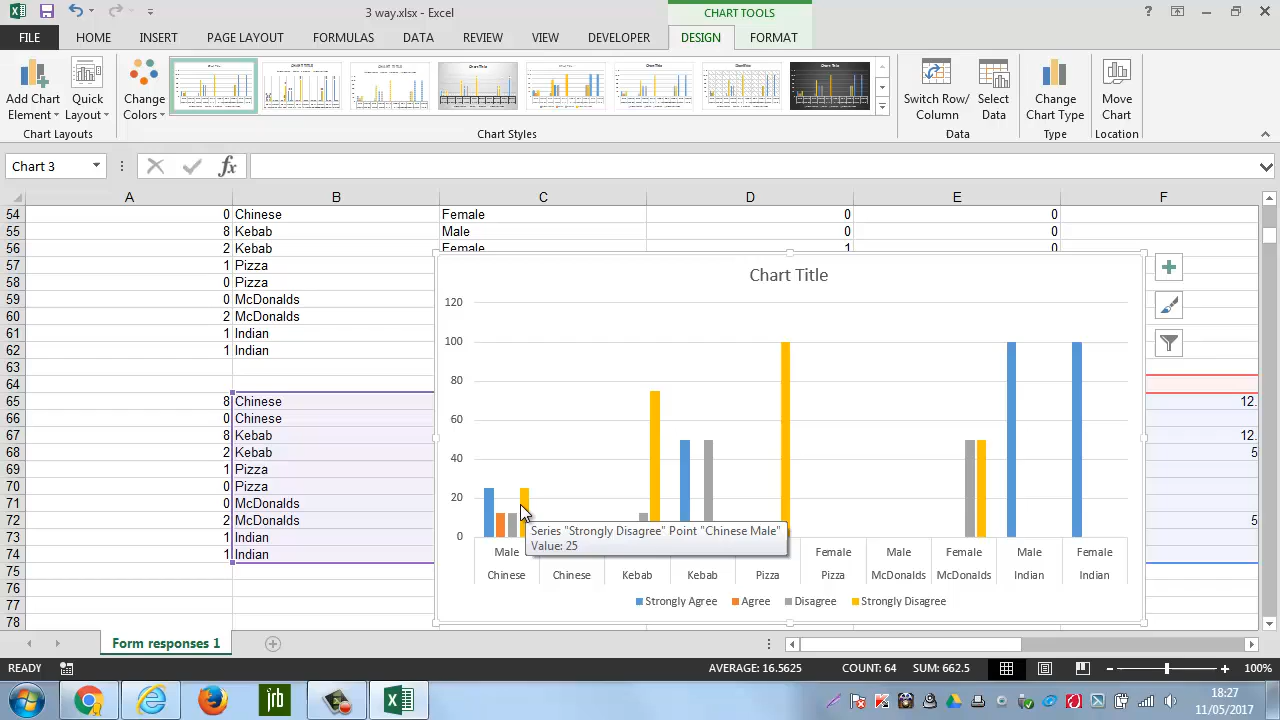 3 way.xlsx - Excel
CHART TOOLS
FILE HOME INSERT PAGE LAYOUT FORMULAS DATA REVIEW VIEW DEVELOPER DESIGN FORMAT
Add Chart Element
Quick Layout
Chart Layouts
Change Colors
Chart Styles
Switch Row/ Column
Select Data
Data
Change Chart Type
Type
Move Chart
Location
Chart 3
A B C D E F
54 0 Chinese Female 0 0
55 8 Kebab Male 0 0
56 2 Kebab Female 1 0
57 1 Pizza
58 0 Pizza
59 0 McDonalds
60 2 McDonalds
61 1 Indian
62 1 Indian
63
64
65 8 Chinese 12.
66 0 Chinese
67 8 Kebab 12.
68 2 Kebab 5
69 1 Pizza
70 0 Pizza
71 0 McDonalds
72 2 McDonalds 5
73 1 Indian
74 1 Indian
75
76
77
78
Chart Title
120
100
80
60
40
20
0
Series "Strongly Disagree" Point "Chinese Male"
Value: 25
Male Female Male Female Male Female
Chinese Chinese Kebab Kebab Pizza Pizza McDonalds McDonalds Indian Indian
Strongly Agree Agree Disagree Strongly Disagree
Form responses 1
READY AVERAGE: 16.5625 COUNT: 64 SUM: 662.5 100%
jrb
18:27
11/05/2017